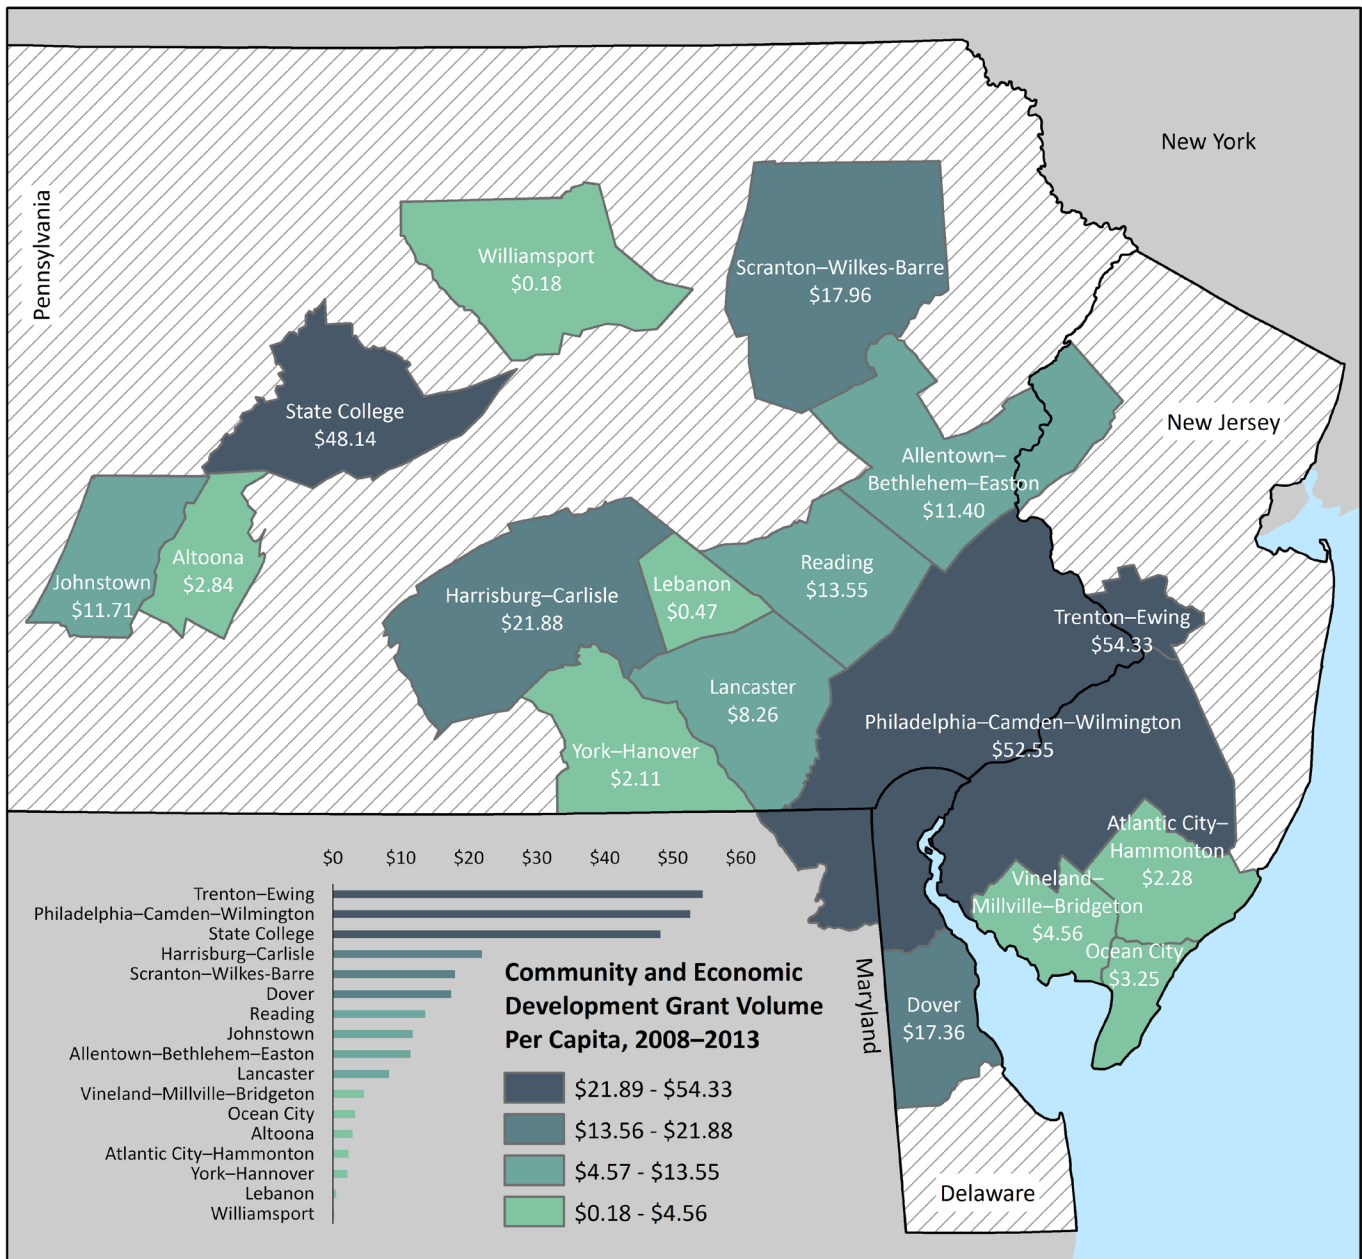 New York
Pennsylvania
Williamsport
$0.18
Scranton–Wilkes-Barre
$17.96
State College
$48.14
New Jersey
Allentown–
Bethlehem–Easton
$11.40
Altoona
$2.84
Johnstown
$11.71
Reading
$13.55
Lebanon
$0.47
Harrisburg–Carlisle
$21.88
Trenton–Ewing
$54.33
Lancaster
$8.26
Philadelphia–Camden–Wilmington
$52.55
York–Hanover
$2.11
Atlantic City–
Hammonton
$2.28
Vineland–
Millville–Bridgeton
$4.56
Ocean City
$3.25
Maryland
Dover
$17.36
Delaware
$0 $10 $20 $30 $40 $50 $60
Trenton–Ewing
Philadelphia–Camden–Wilmington
State College
Harrisburg–Carlisle
Scranton–Wilkes-Barre
Dover
Reading
Johnstown
Allentown–Bethlehem–Easton
Lancaster
Vineland–Millville–Bridgeton
Ocean City
Altoona
Atlantic City–Hammonton
York–Hannover
Lebanon
Williamsport
Community and Economic
Development Grant Volume
Per Capita, 2008–2013
$21.89 - $54.33
$13.56 - $21.88
$4.57 - $13.55
$0.18 - $4.56